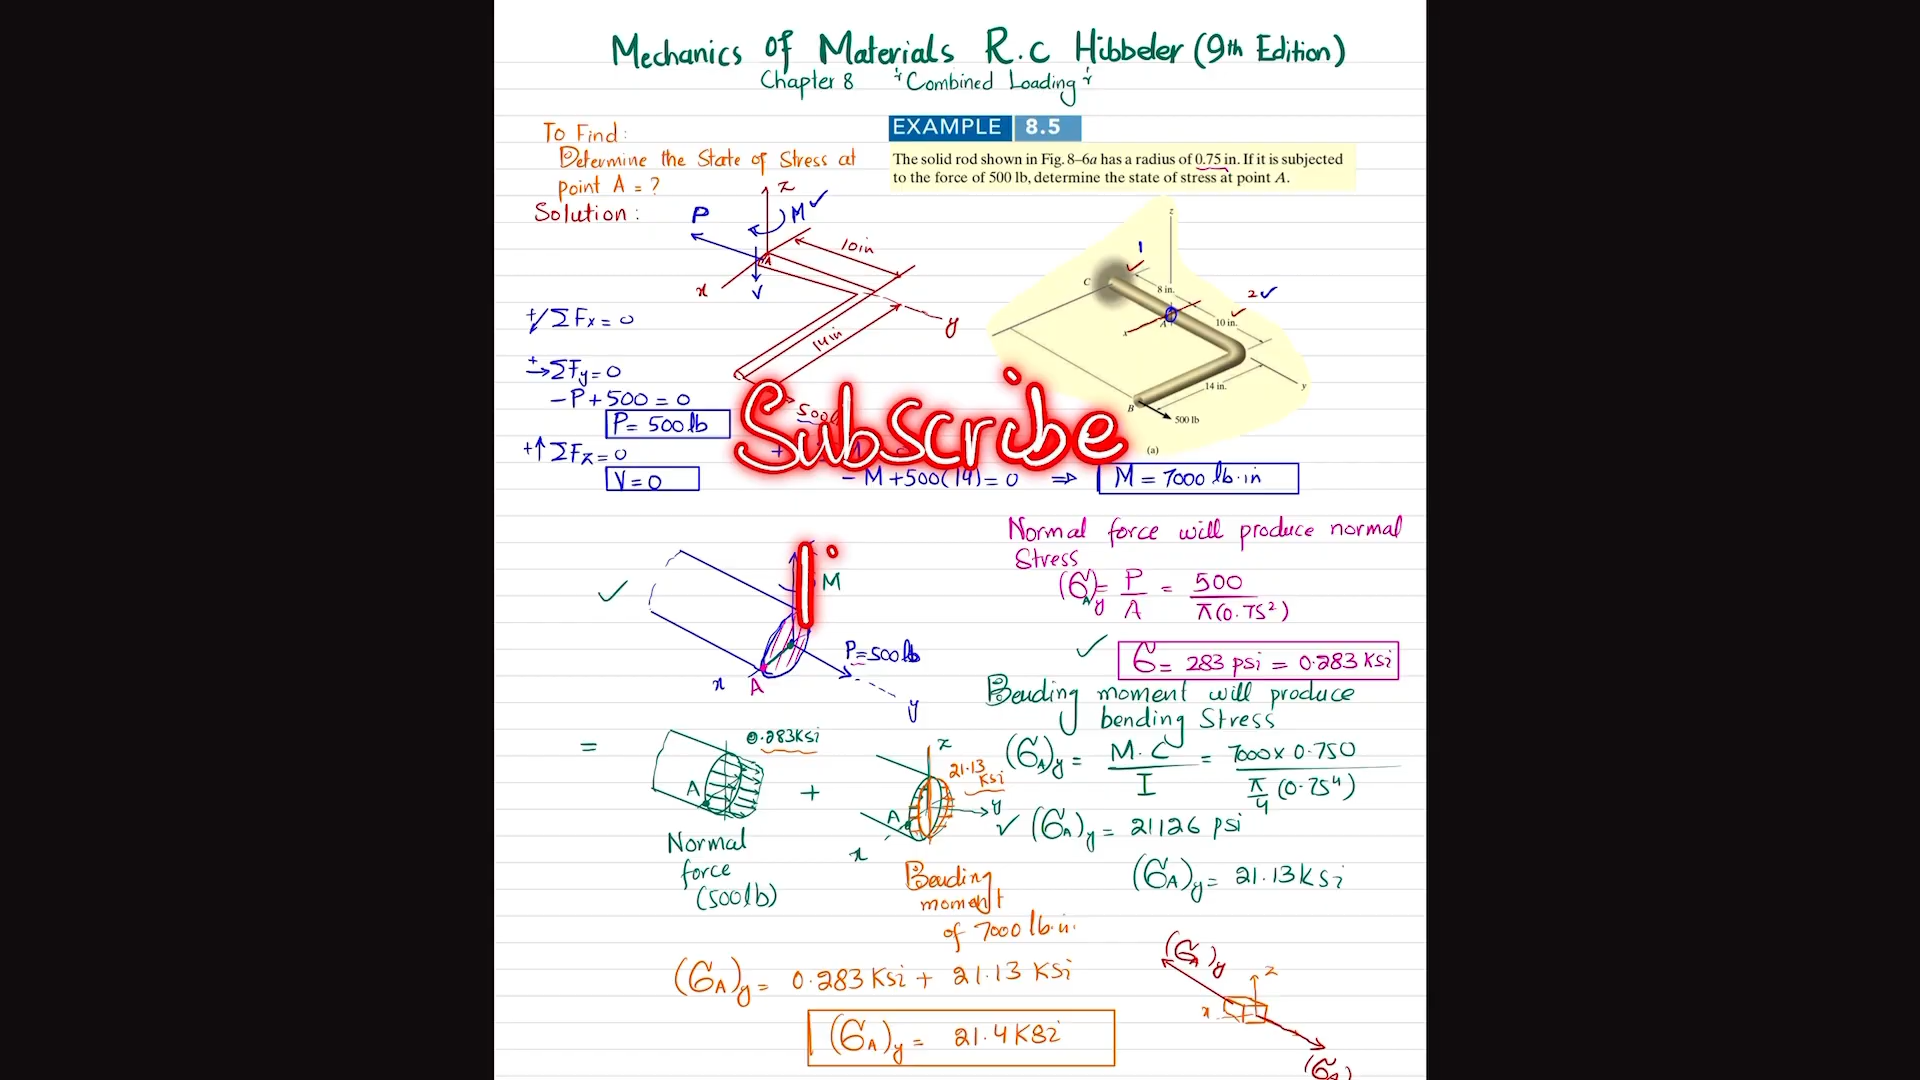 Mechanics of Materials R.C Hibbeler (9th Edition)
Chapter 8 "Combined Loading"
EXAMPLE 8.5
The solid rod shown in Fig. 8–6a has a radius of 0.75 in. If it is subjected
to the force of 500 lb, determine the state of stress at point A.
To Find:
Determine the State of Stress at
point A = ?
Solution:
P
z
M ✓
A
10in
x
V
y
14in
z
1
C
8 in.
2 ✓
A
x
10 in.
14 in.
y
B
500 lb
(a)
+ ΣFx = 0
+→ ΣFy = 0
-P + 500 = 0
P = 500 lb
+↑ ΣFz = 0
V = 0
Subscribe
- M + 500(14) = 0 ⇒ M = 7000 lb.in
M
P = 500 lb
x
A
y
Normal force will produce normal
Stress
(σA)y = P/A = 500/π(0.75²)
σ = 283 psi = 0.283 Ksi
Bending moment will produce
bending Stress
(σA)y = M.C/I = 7000 x 0.750/π/4 (0.75⁴)
✓ (σA)y = 21126 psi
(σA)y = 21.13 Ksi
=
0.283 Ksi
A
Normal
force
(500 lb)
+
z
21.13
Ksi
y
A
x
Bending
moment
of 7000 lb.in.
(σA)y = 0.283 Ksi + 21.13 Ksi
(σA)y = 21.4 KSi
(σA)y
z
x